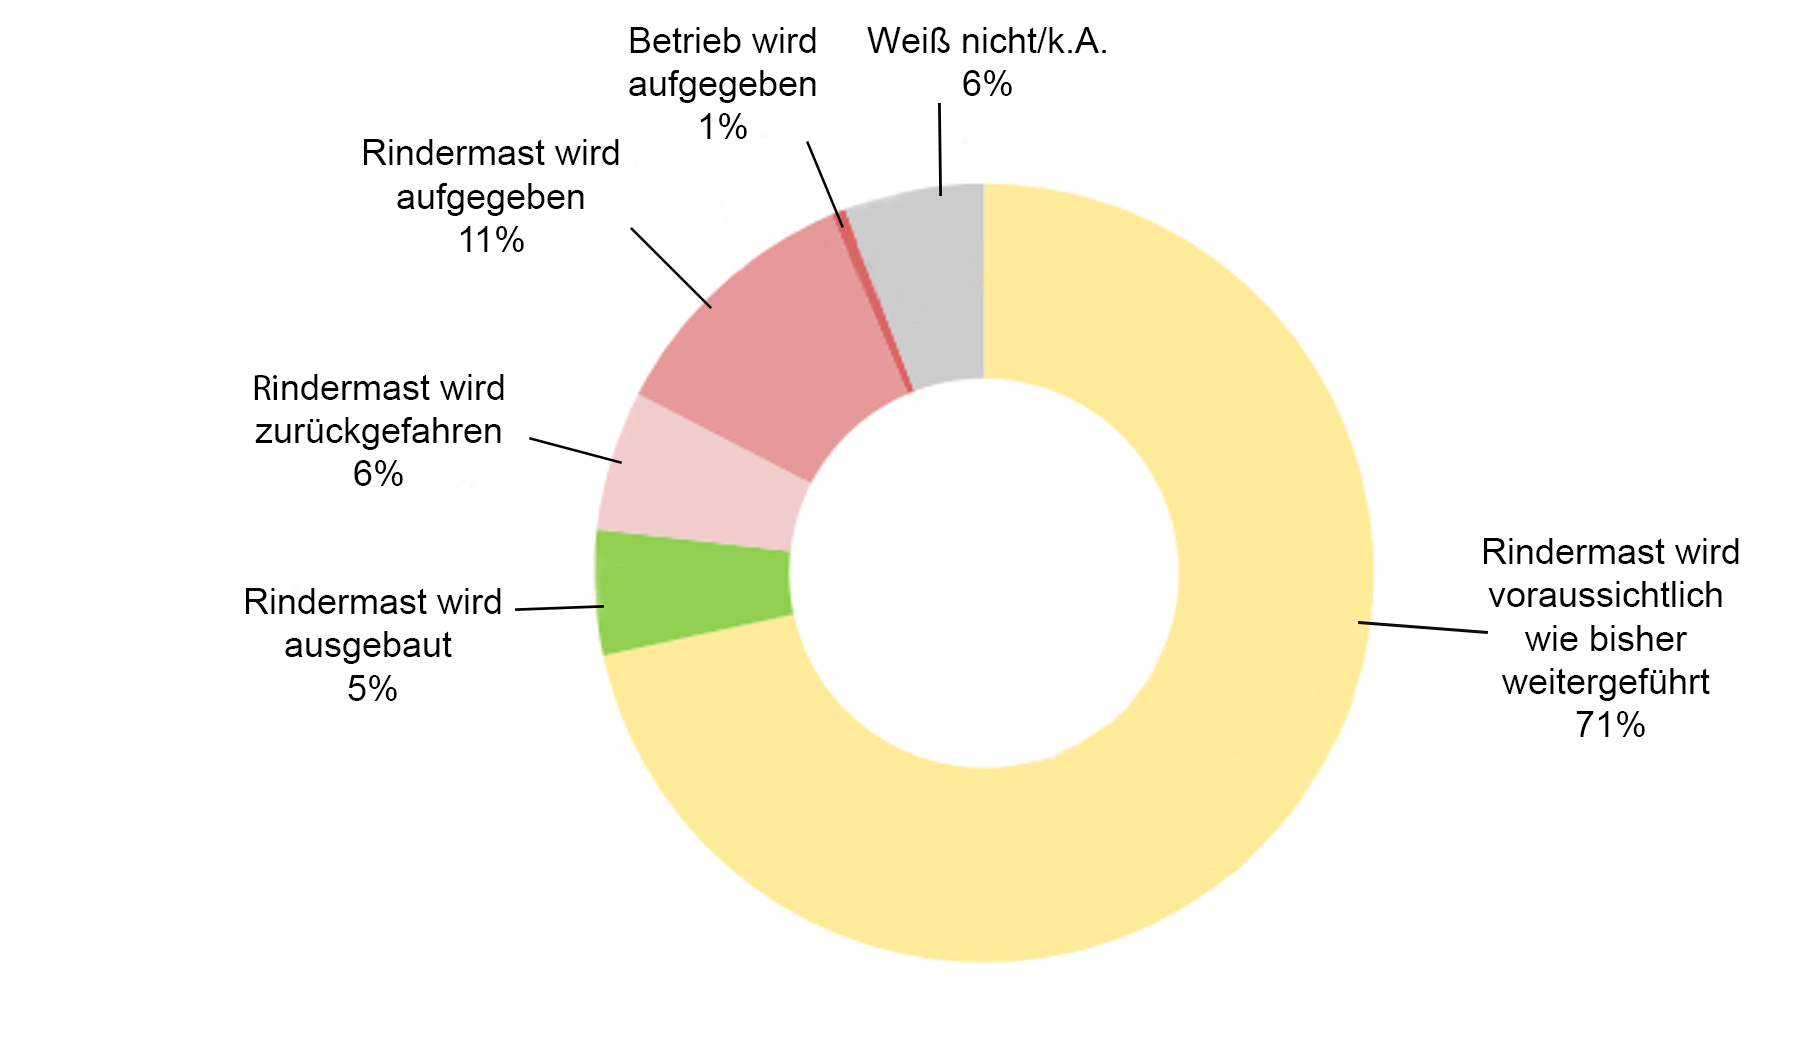 Betrieb wird
aufgegeben
1%
Weiß nicht/k.A.
6%
Rindermast wird
aufgegeben
11%
Rindermast wird
zurückgefahren
6%
Rindermast wird
ausgebaut
5%
Rindermast wird
voraussichtlich
wie bisher
weitergeführt
71%